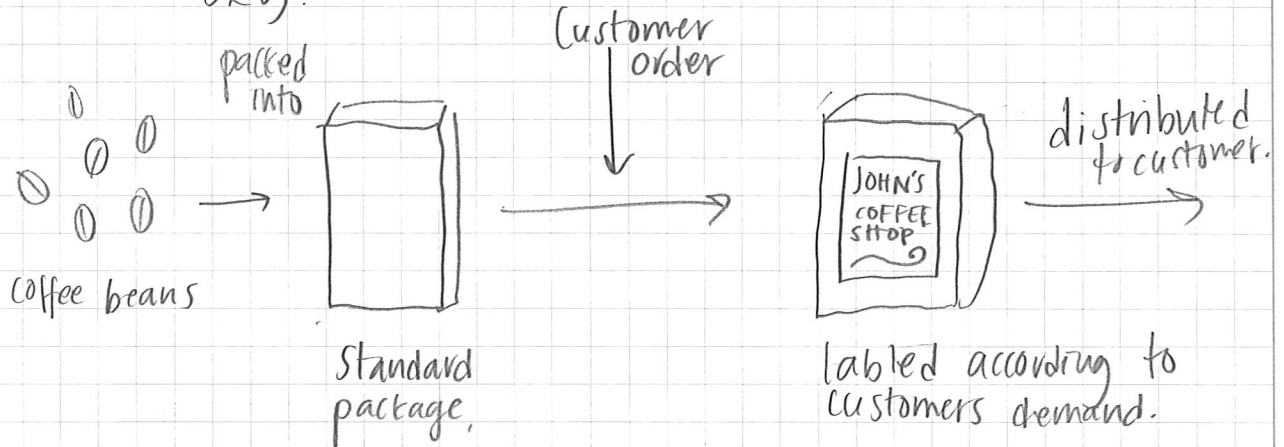 packed
into
Customer
order
distributed
to customer.
JOHN'S
COFFEE
SHOP
coffee beans
Standard
package.
labled according to
customers demand.